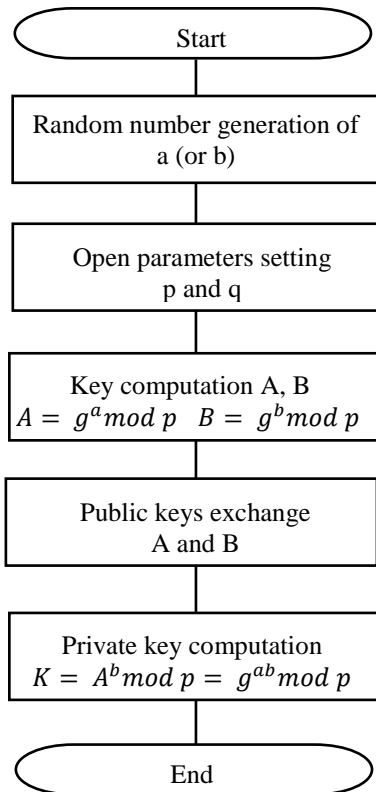 Start
Random number generation of
a (or b)
Open parameters setting
p and q
Key computation A, B
A = g^a mod p B = g^b mod p
Public keys exchange
A and B
Private key computation
K = A^b mod p = g^{ab} mod p
End